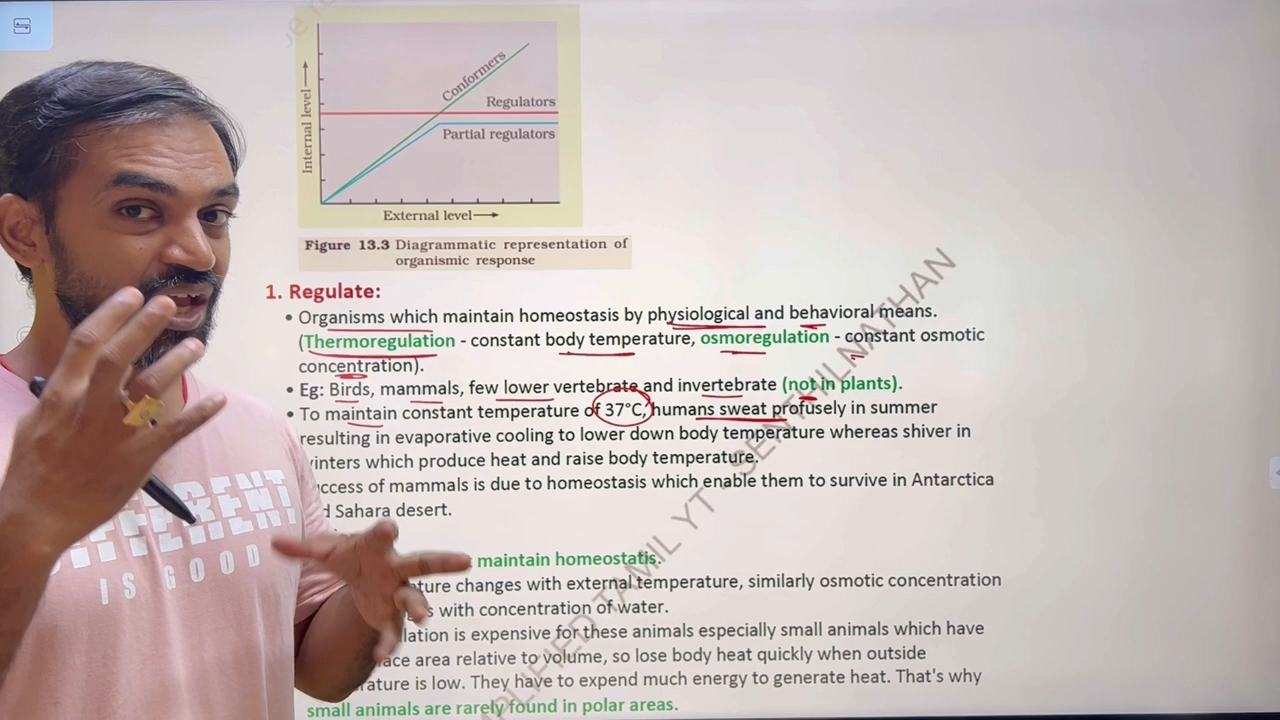 Conformers
Regulators
Partial regulators
Internal level
External level
Figure 13.3 Diagrammatic representation of
organismic response
1. Regulate:
• Organisms which maintain homeostasis by physiological and behavioral means.
(Thermoregulation - constant body temperature, osmoregulation - constant osmotic
concentration).
• Eg: Birds, mammals, few lower vertebrate and invertebrate (not in plants).
• To maintain constant temperature of 37°C, humans sweat profusely in summer
resulting in evaporative cooling to lower down body temperature whereas shiver in
which produce heat and raise body temperature.
of mammals is due to homeostasis which enable them to survive in Antarctica
Sahara desert.
maintain homeostatis.
changes with external temperature, similarly osmotic concentration
with concentration of water.
is expensive for these animals especially small animals which have
area relative to volume, so lose body heat quickly when outside
is low. They have to expend much energy to generate heat. That's why
small animals are rarely found in polar areas.
TAMIL YT - SENTHILNATHAN
IS GOOD